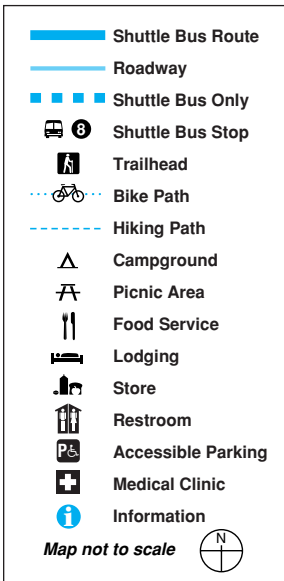 Shuttle Bus Route
Roadway
Shuttle Bus Only
8 Shuttle Bus Stop
Trailhead
Bike Path
Hiking Path
Campground
Picnic Area
Food Service
Lodging
Store
Restroom
P Accessible Parking
Medical Clinic
i Information
Map not to scale N